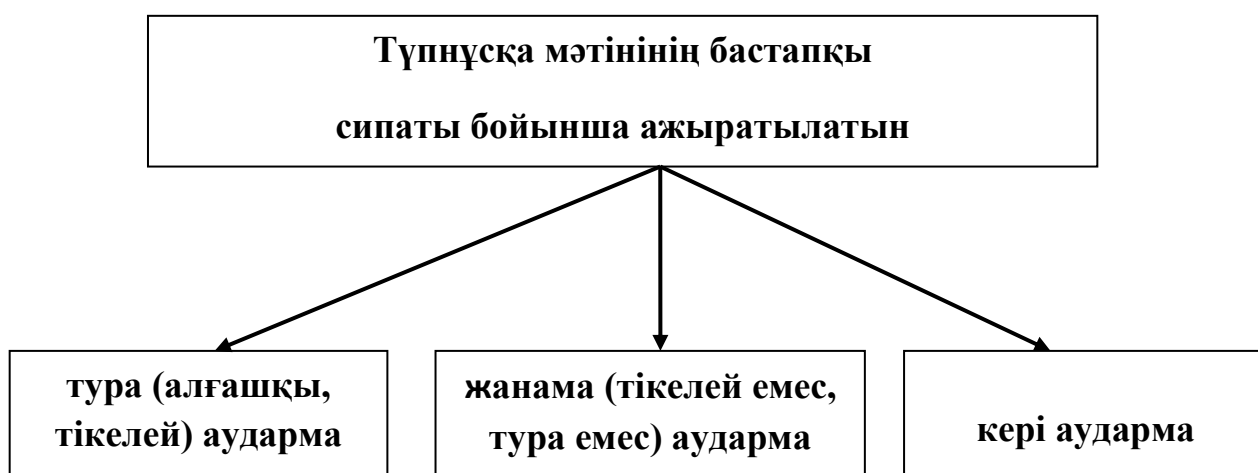 Түпнұсқа мәтінінің бастапқы
сипаты бойынша ажыратылатын
тура (алғашқы,
тікелей) аударма
жанама (тікелей емес,
тура емес) аударма
кері аударма